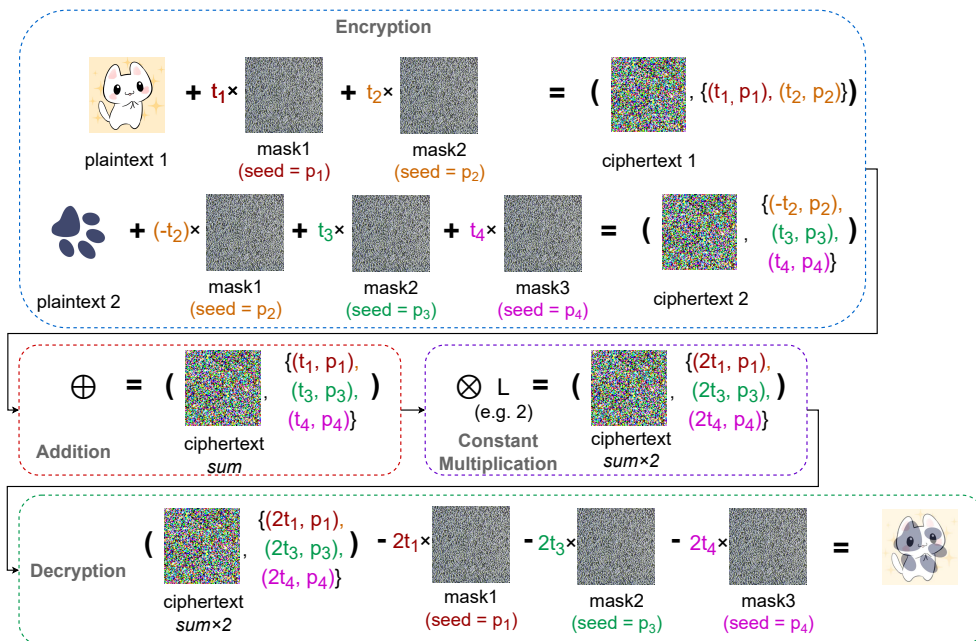 Encryption
+ t₁× + t₂× = ( , {(t₁, p₁), (t₂, p₂)})
plaintext 1
mask1
(seed = p₁)
mask2
(seed = p₂)
ciphertext 1
+ (-t₂)× + t₃× + t₄× = ( , {(-t₂, p₂),
(t₃, p₃), )
(t₄, p₄)}
plaintext 2
mask1
(seed = p₂)
mask2
(seed = p₃)
mask3
(seed = p₄)
ciphertext 2
⊕ = ( , {(t₁, p₁),
(t₃, p₃), )
(t₄, p₄)}
Addition
ciphertext
sum
⊗ L = ( , {(2t₁, p₁),
(e.g. 2)
(2t₃, p₃), )
(2t₄, p₄)}
Constant
Multiplication
ciphertext
sum×2
Decryption
( , {(2t₁, p₁),
(2t₃, p₃), )
(2t₄, p₄)}
- 2t₁× - 2t₃× - 2t₄× =
ciphertext
sum×2
mask1
(seed = p₁)
mask2
(seed = p₃)
mask3
(seed = p₄)